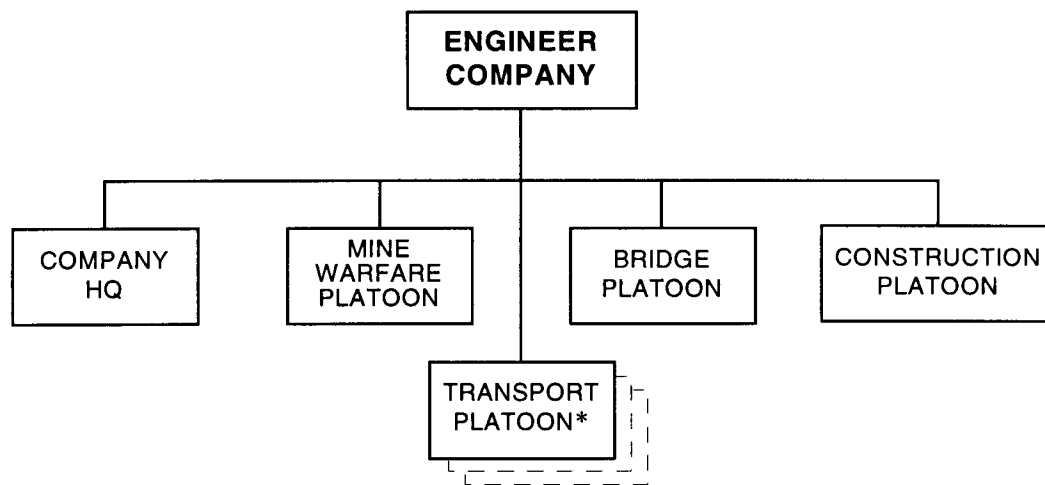 ENGINEER
COMPANY
COMPANY
HQ
MINE
WARFARE
PLATOON
BRIDGE
PLATOON
CONSTRUCTION
PLATOON
TRANSPORT
PLATOON*